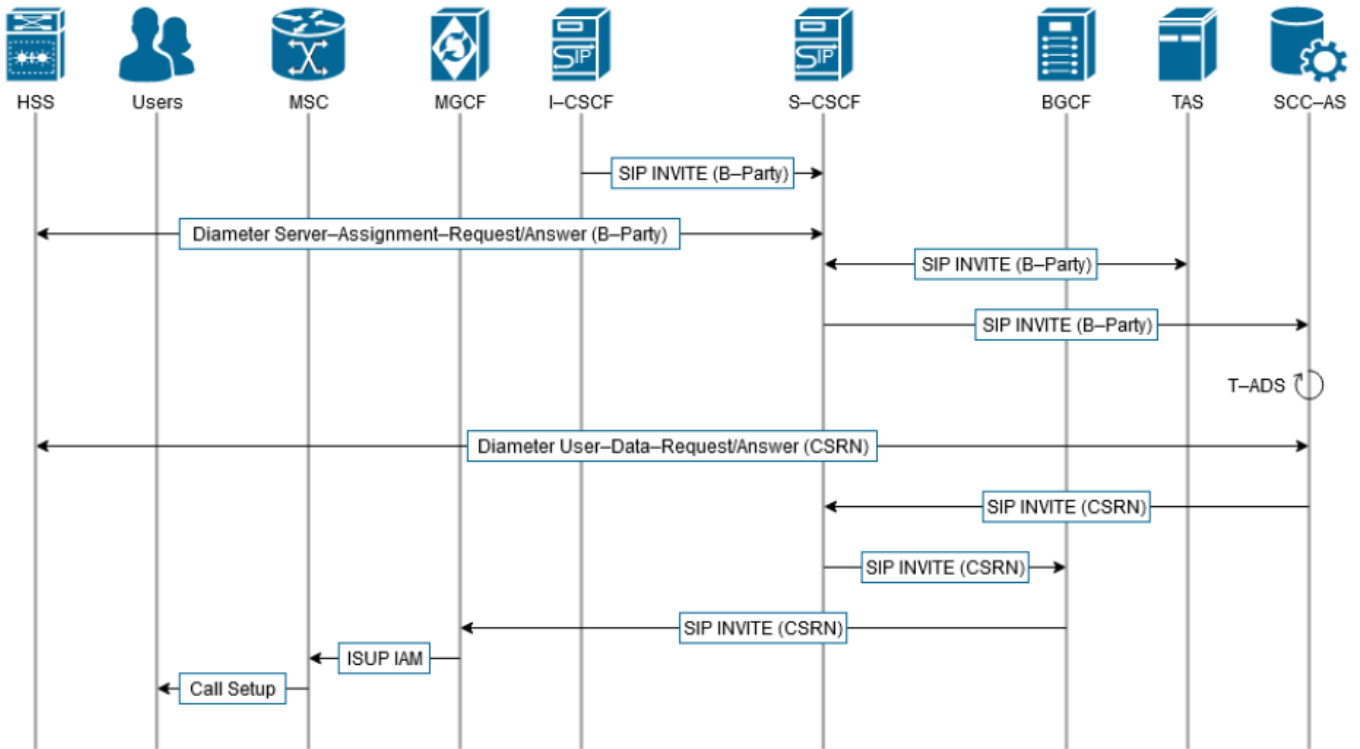 SIP
SIP
HSS
Users
MSC
MGCF
I–CSCF
S–CSCF
BGCF
TAS
SCC–AS
SIP INVITE (B–Party)
Diameter Server–Assignment–Request/Answer (B–Party)
SIP INVITE (B–Party)
SIP INVITE (B–Party)
T–ADS
Diameter User–Data–Request/Answer (CSRN)
SIP INVITE (CSRN)
SIP INVITE (CSRN)
SIP INVITE (CSRN)
ISUP IAM
Call Setup